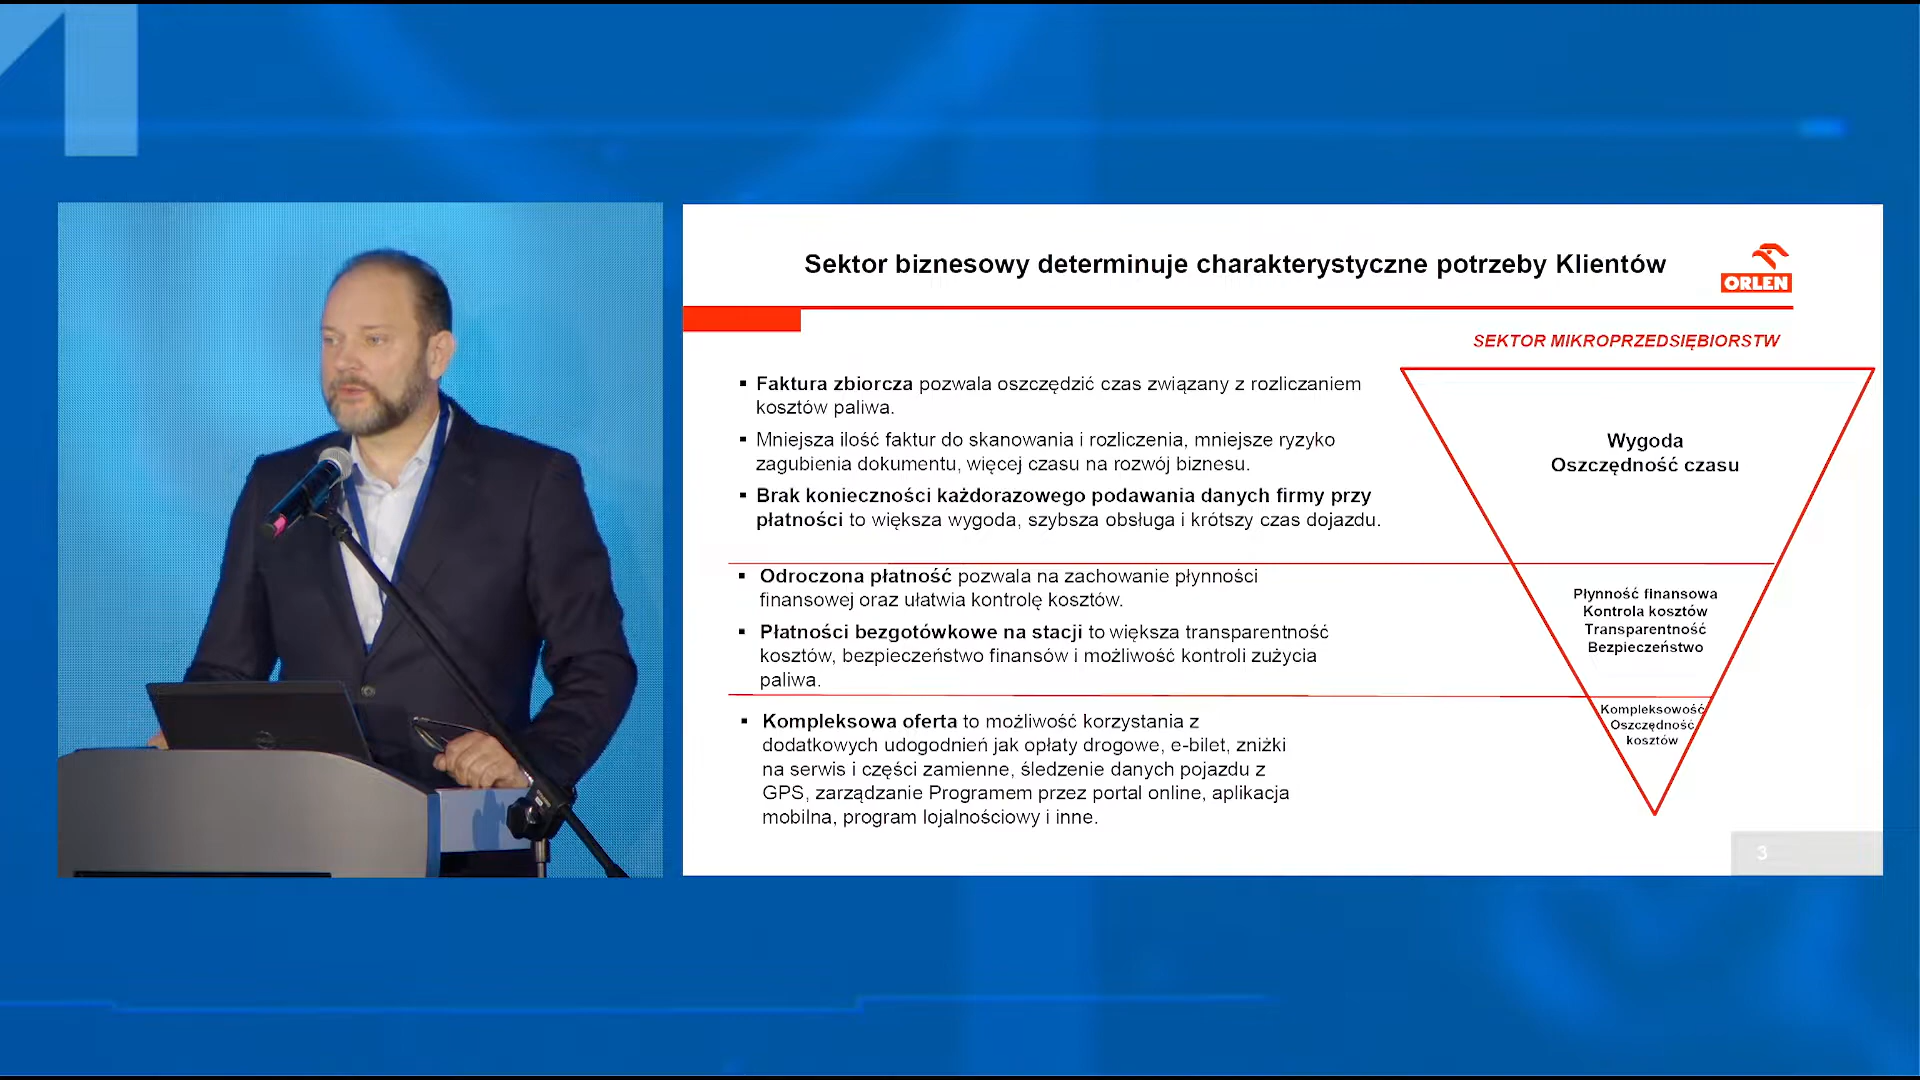 Sektor biznesowy determinuje charakterystyczne potrzeby Klientów
ORLEN
SEKTOR MIKROPRZEDSIĘBIORSTW
▪ Faktura zbiorcza pozwala oszczędzić czas związany z rozliczaniem
kosztów paliwa.
▪ Mniejsza ilość faktur do skanowania i rozliczenia, mniejsze ryzyko
zagubienia dokumentu, więcej czasu na rozwój biznesu.
▪ Brak konieczności każdorazowego podawania danych firmy przy
płatności to większa wygoda, szybsza obsługa i krótszy czas dojazdu.
Wygoda
Oszczędność czasu
▪ Odroczona płatność pozwala na zachowanie płynności
finansowej oraz ułatwia kontrolę kosztów.
▪ Płatności bezgotówkowe na stacji to większa transparentność
kosztów, bezpieczeństwo finansów i możliwość kontroli zużycia
paliwa.
Płynność finansowa
Kontrola kosztów
Transparentność
Bezpieczeństwo
▪ Kompleksowa oferta to możliwość korzystania z
dodatkowych udogodnień jak opłaty drogowe, e-bilet, zniżki
na serwis i części zamienne, śledzenie danych pojazdu z
GPS, zarządzanie Programem przez portal online, aplikacja
mobilna, program lojalnościowy i inne.
Kompleksowość
Oszczędność
kosztów
3